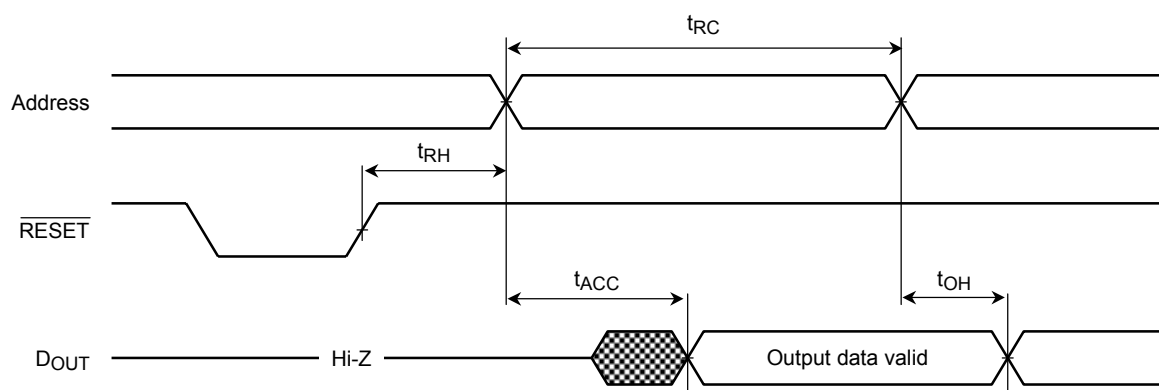 tRC
Address
tRH
RESET
tACC
tOH
DOUT
Hi-Z
Output data valid